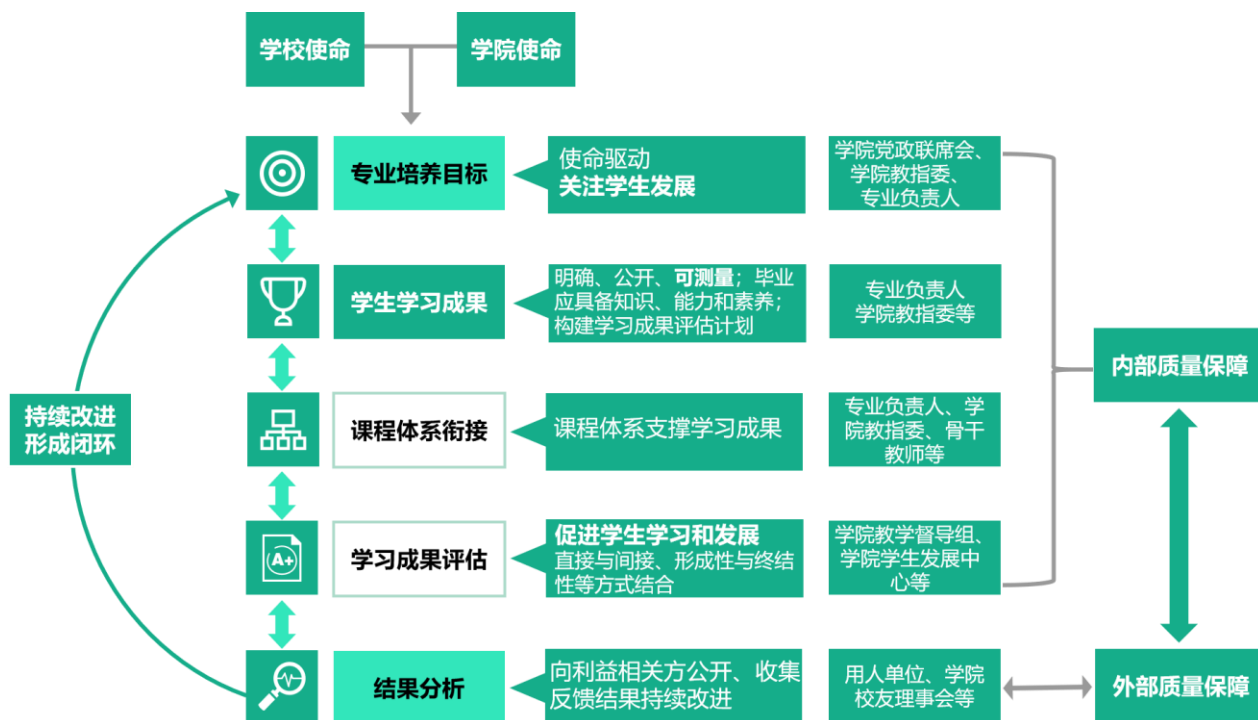 学校使命
学院使命
专业培养目标
使命驱动
关注学生发展
学院党政联席会、
学院教指委、
专业负责人
学生学习成果
明确、公开、可测量；毕业
应具备知识、能力和素养；
构建学习成果评估计划
专业负责人
学院教指委等
内部质量保障
持续改进
形成闭环
课程体系衔接
课程体系支撑学习成果
专业负责人、学
院教指委、骨干
教师等
A+
学习成果评估
促进学生学习和发展
直接与间接、形成性与终结
性等方式结合
学院教学督导组、
学院学生发展中
心等
结果分析
向利益相关方公开、收集
反馈结果持续改进
用人单位、学院
校友理事会等
外部质量保障